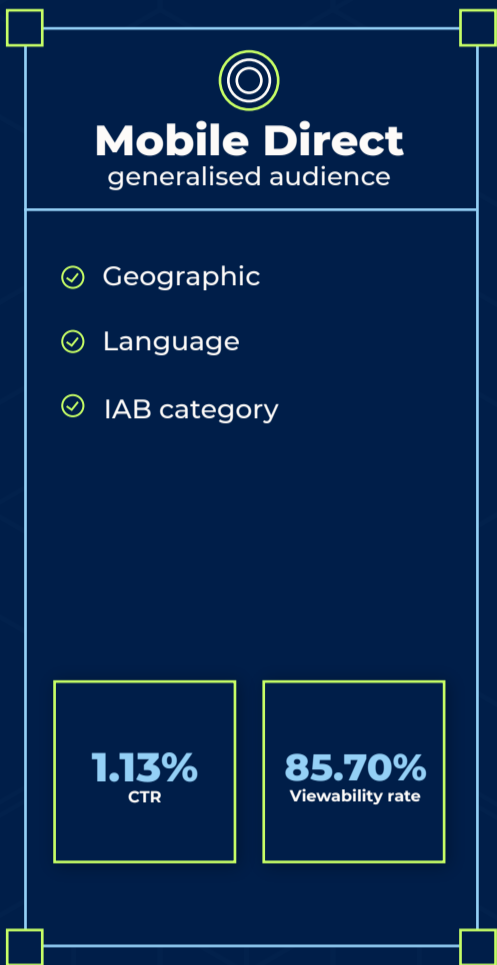 Mobile Direct
generalised audience
Geographic
Language
IAB category
1.13%
CTR
85.70%
Viewability rate